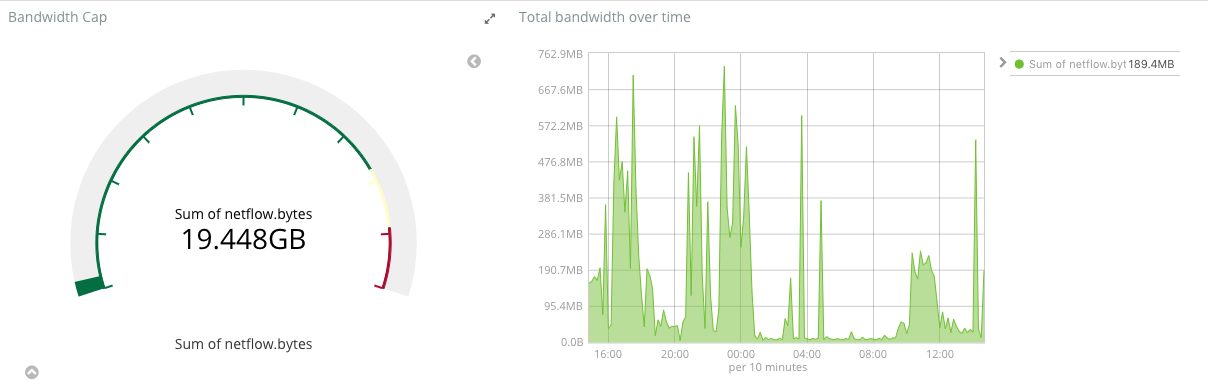 Bandwidth Cap
Sum of netflow.bytes
19.448GB
Sum of netflow.bytes
Total bandwidth over time
762.9MB
667.6MB
572.2MB
476.8MB
381.5MB
286.1MB
190.7MB
95.4MB
0.0B
16:00 20:00 00:00 04:00 08:00 12:00
per 10 minutes
Sum of netflow.byt 189.4MB